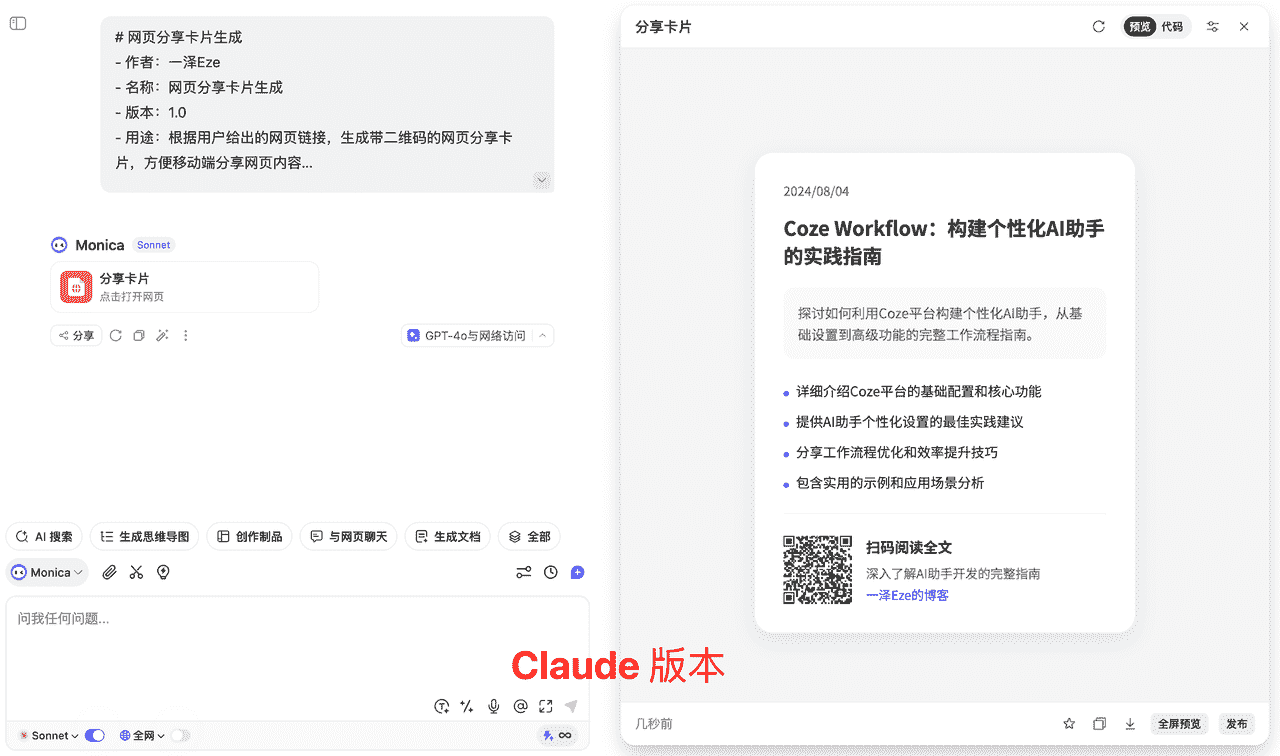 # 网页分享卡片生成
- 作者：一泽Eze
- 名称：网页分享卡片生成
- 版本：1.0
- 用途：根据用户给出的网页链接，生成带二维码的网页分享卡
片，方便移动端分享网页内容...
Monica Sonnet
分享卡片
点击打开网页
分享
GPT-4o与网络访问
AI 搜索 生成思维导图 创作制品 与网页聊天 生成文档 全部
Monica
问我任何问题...
Sonnet 全网
分享卡片 预览 代码
2024/08/04
Coze Workflow：构建个性化AI助手
的实践指南
探讨如何利用Coze平台构建个性化AI助手，从基
础设置到高级功能的完整工作流程指南。
详细介绍Coze平台的基础配置和核心功能
提供AI助手个性化设置的最佳实践建议
分享工作流程优化和效率提升技巧
包含实用的示例和应用场景分析
扫码阅读全文
深入了解AI助手开发的完整指南
一泽Eze的博客
几秒前 全屏预览 发布
Claude 版本